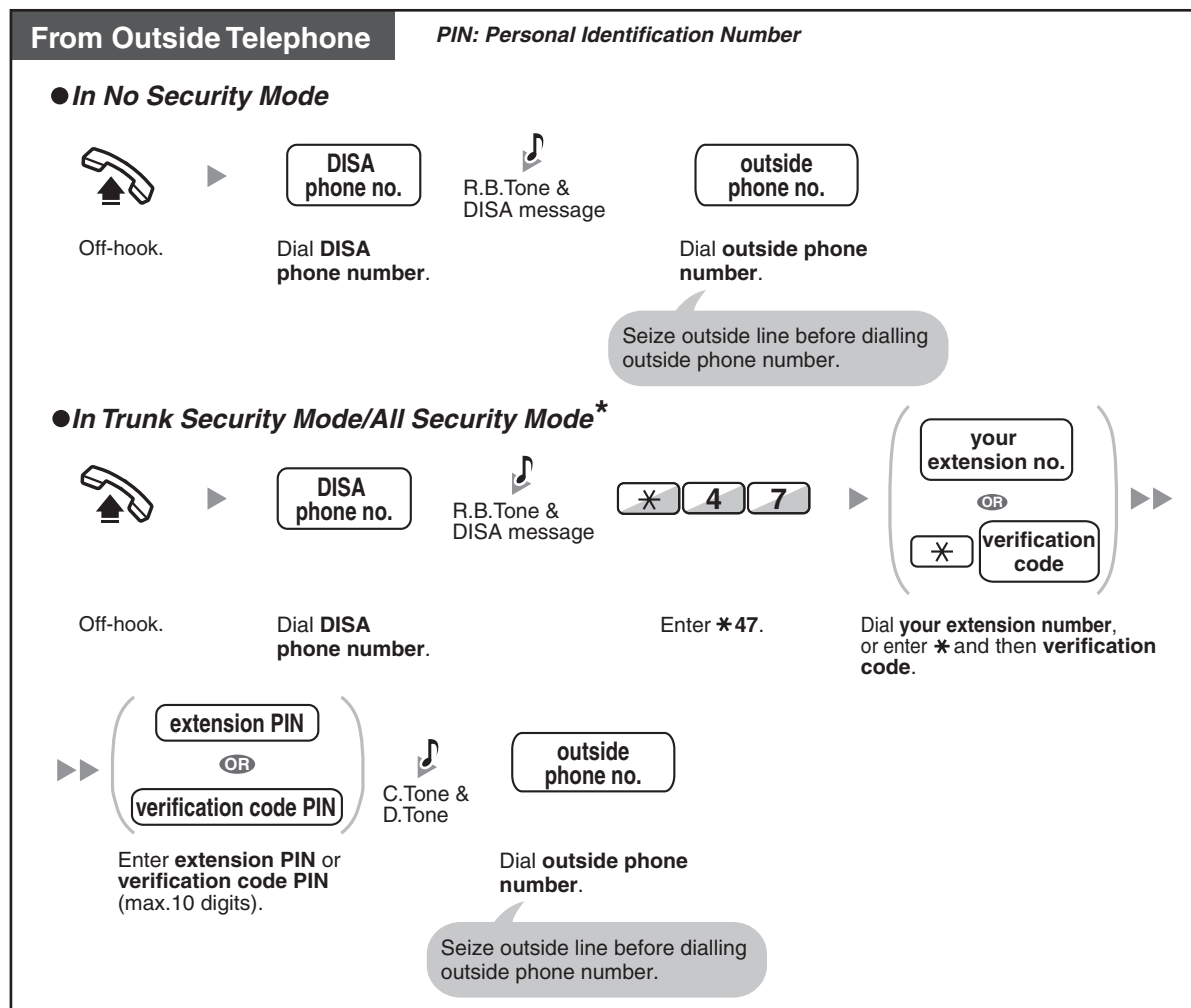 From Outside Telephone
PIN: Personal Identification Number
●In No Security Mode
DISA
phone no.
R.B.Tone &
DISA message
outside
phone no.
Off-hook.
Dial DISA
phone number.
Dial outside phone
number.
Seize outside line before dialling
outside phone number.
●In Trunk Security Mode/All Security Mode*
DISA
phone no.
R.B.Tone &
DISA message
* 4 7
your
extension no.
OR
* verification
code
Off-hook.
Dial DISA
phone number.
Enter *47.
Dial your extension number,
or enter * and then verification
code.
extension PIN
OR
verification code PIN
C.Tone &
D.Tone
outside
phone no.
Enter extension PIN or
verification code PIN
(max.10 digits).
Dial outside phone
number.
Seize outside line before dialling
outside phone number.